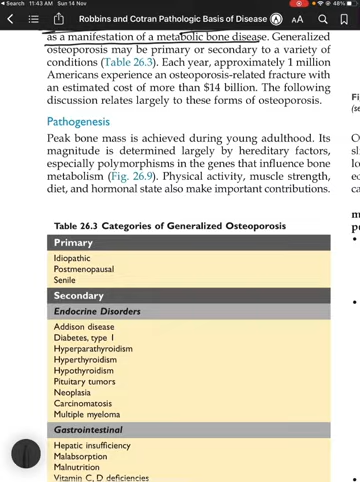 Search 11:43 AM Sun 14 Nov
48%
Robbins and Cotran Pathologic Basis of Disease
AA
as a manifestation of a metabolic bone disease. Generalized
osteoporosis may be primary or secondary to a variety of
conditions (Table 26.3). Each year, approximately 1 million
Americans experience an osteoporosis-related fracture with
an estimated cost of more than $14 billion. The following
discussion relates largely to these forms of osteoporosis.
Pathogenesis
Peak bone mass is achieved during young adulthood. Its
magnitude is determined largely by hereditary factors,
especially polymorphisms in the genes that influence bone
metabolism (Fig. 26.9). Physical activity, muscle strength,
diet, and hormonal state also make important contributions.
Table 26.3 Categories of Generalized Osteoporosis
Primary
Idiopathic
Postmenopausal
Senile
Secondary
Endocrine Disorders
Addison disease
Diabetes, type 1
Hyperparathyroidism
Hyperthyroidism
Hypothyroidism
Pituitary tumors
Neoplasia
Carcinomatosis
Multiple myeloma
Gastrointestinal
Hepatic insufficiency
Malabsorption
Malnutrition
Vitamin C, D deficiencies